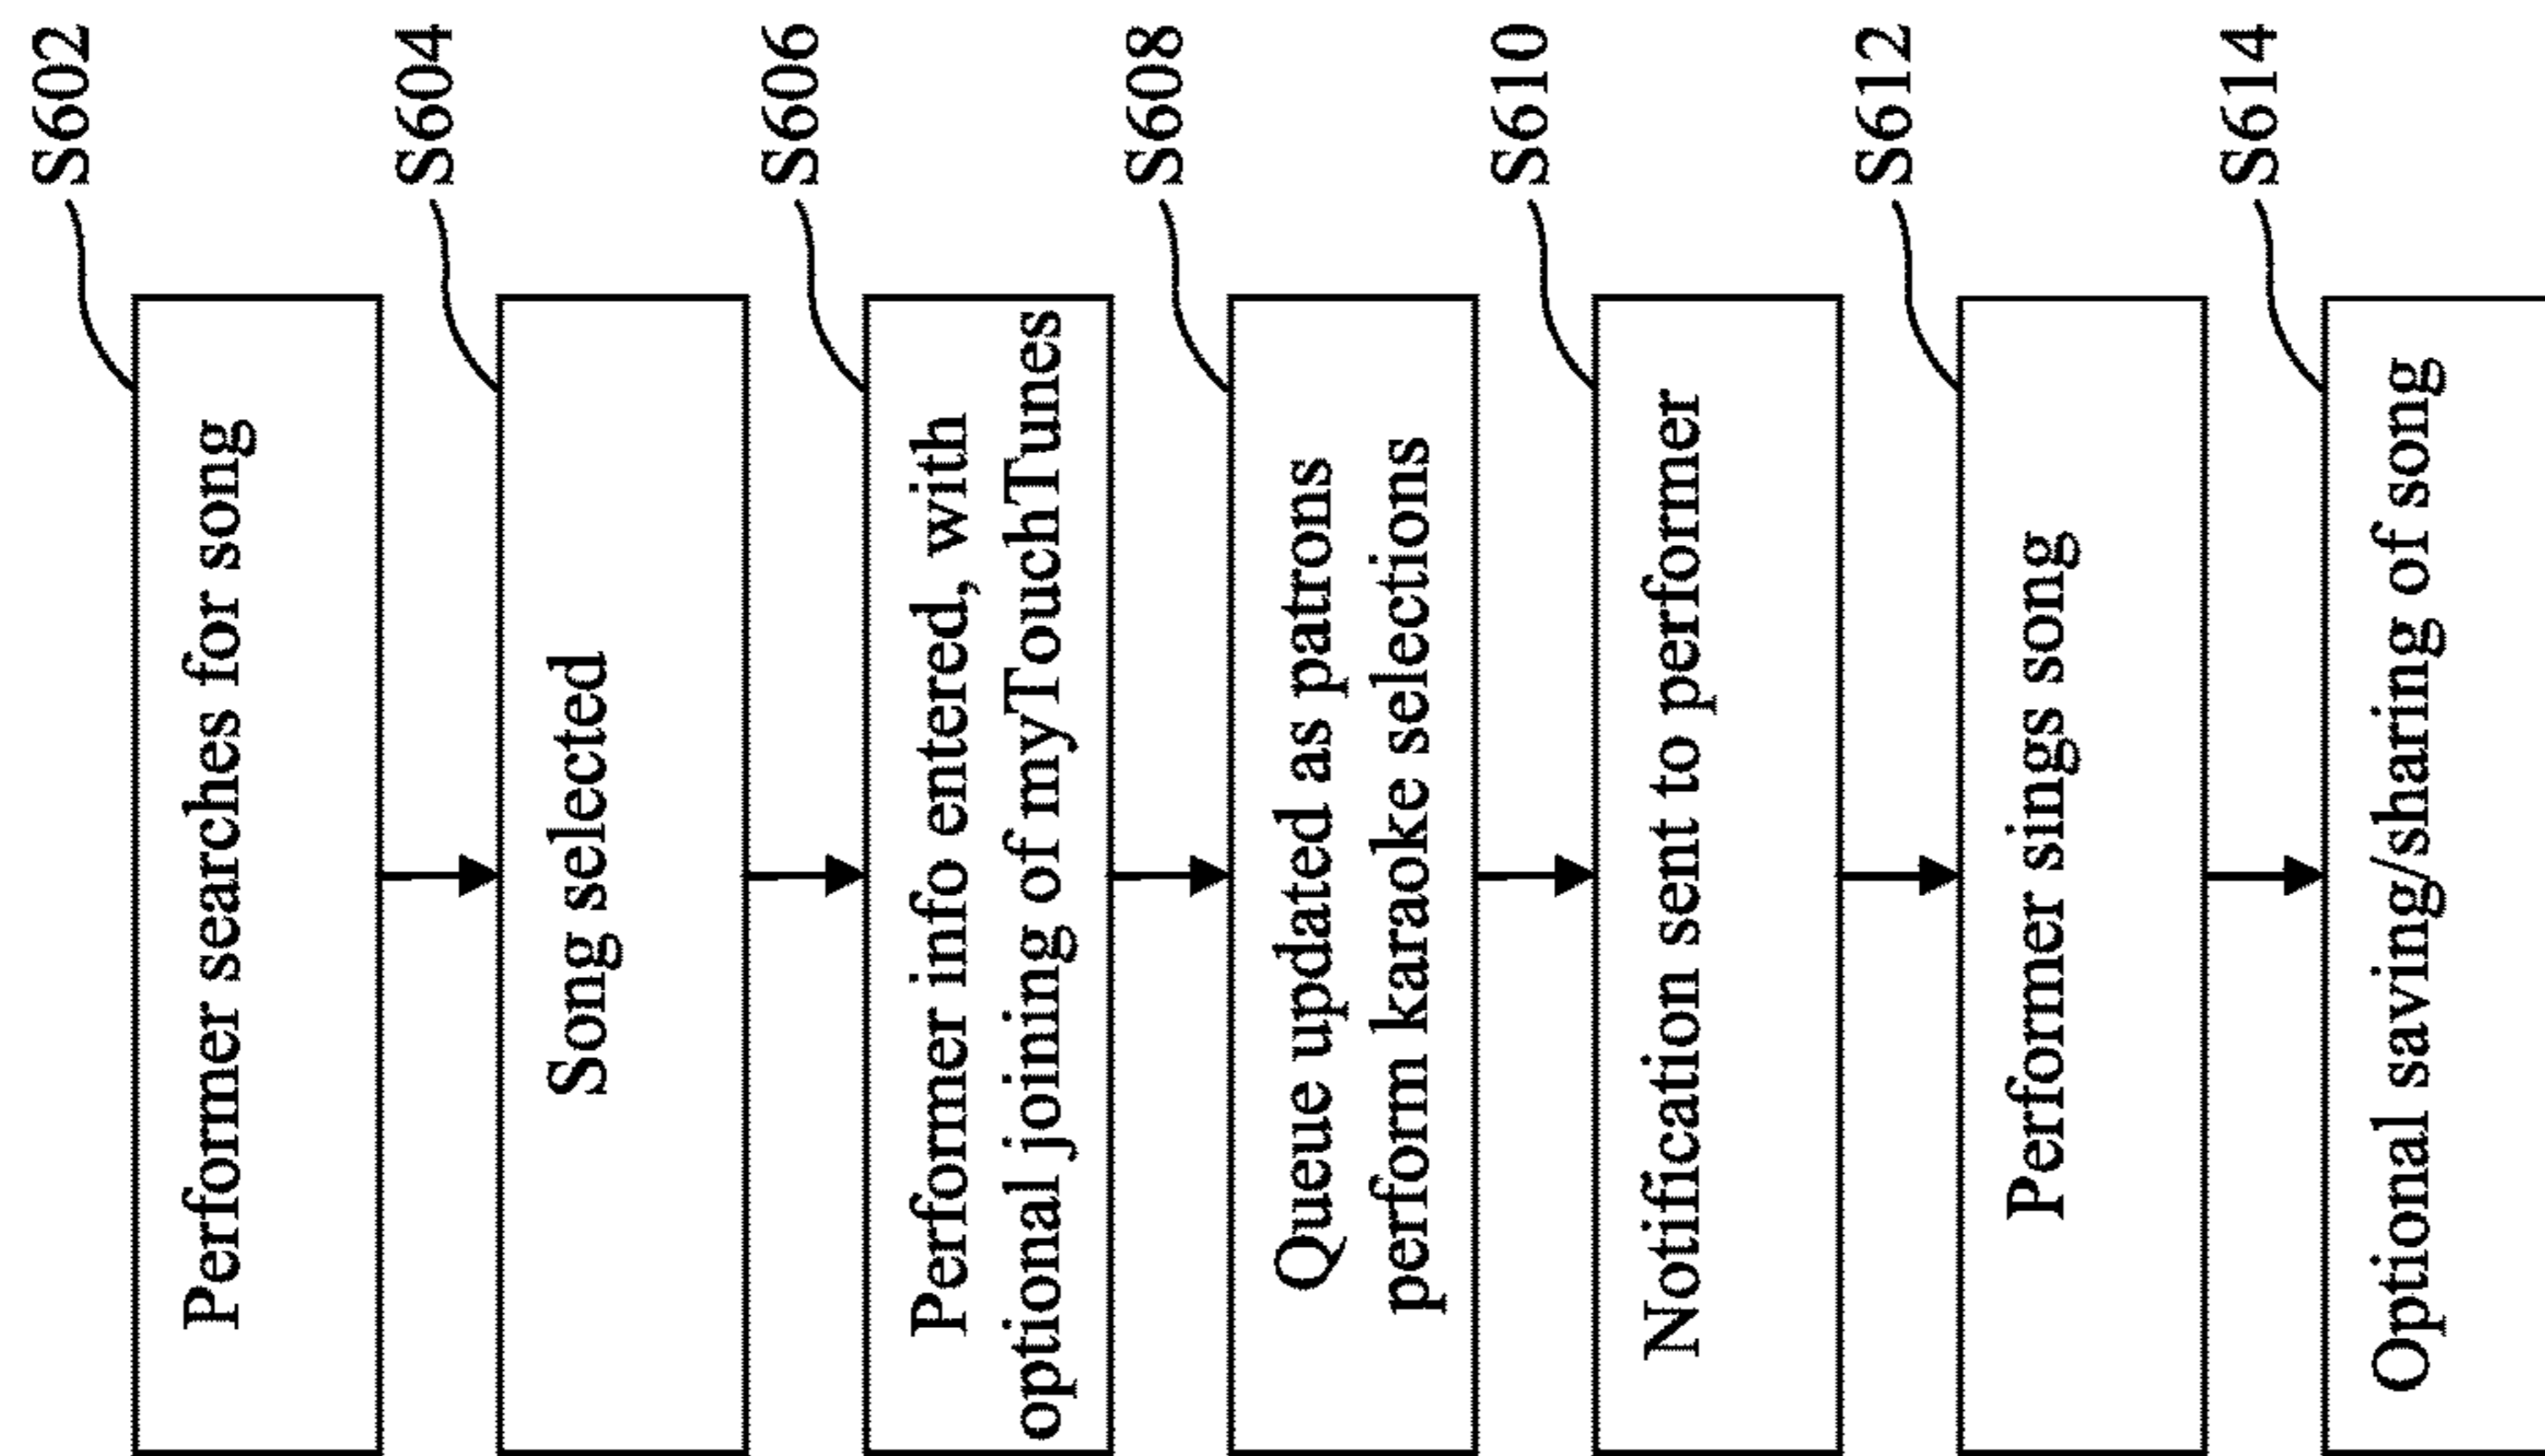 S602
Performer searches for song
S604
Song selected
S606
Performer info entered, with
optional joining of myTouchTunes
S608
Queue updated as patrons
perform karaoke selections
S610
Notification sent to performer
S612
Performer sings song
S614
Optional saving/sharing of song